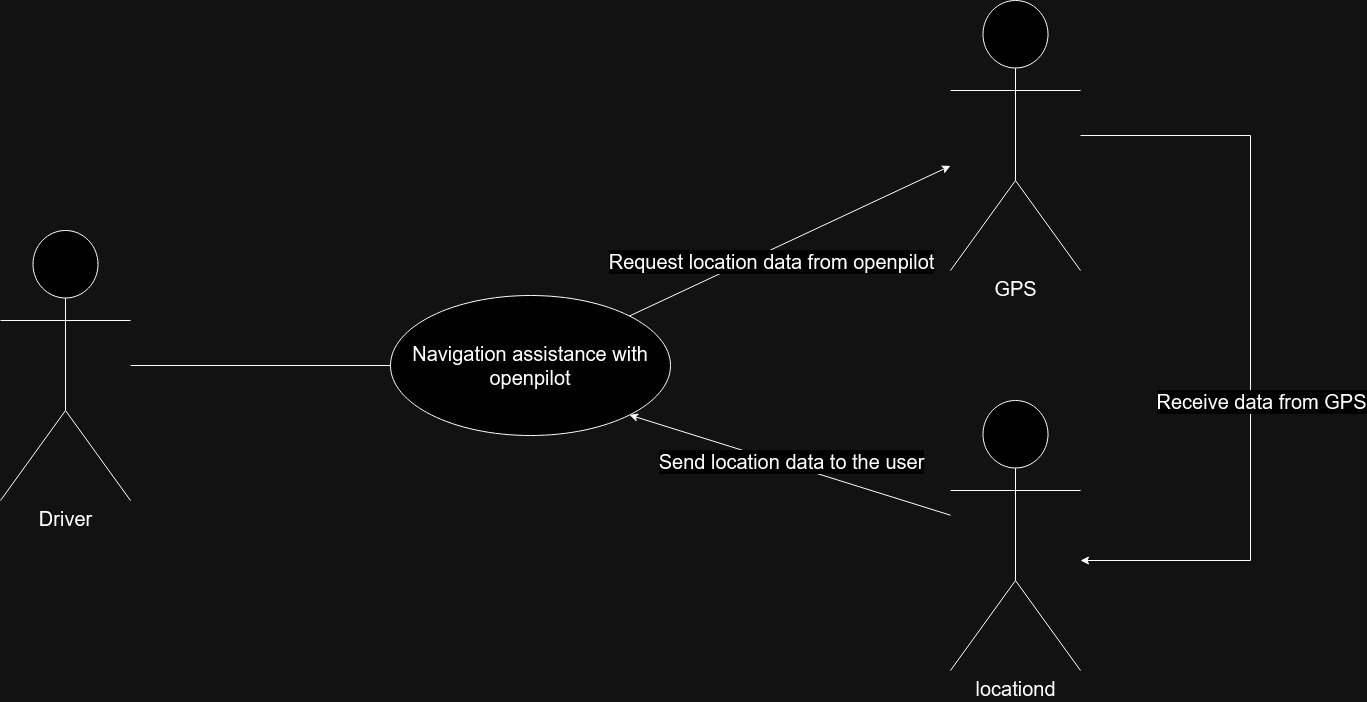 Request location data from openpilot
GPS
Navigation assistance with
openpilot
Receive data from GPS
Send location data to the user
Driver
locationd